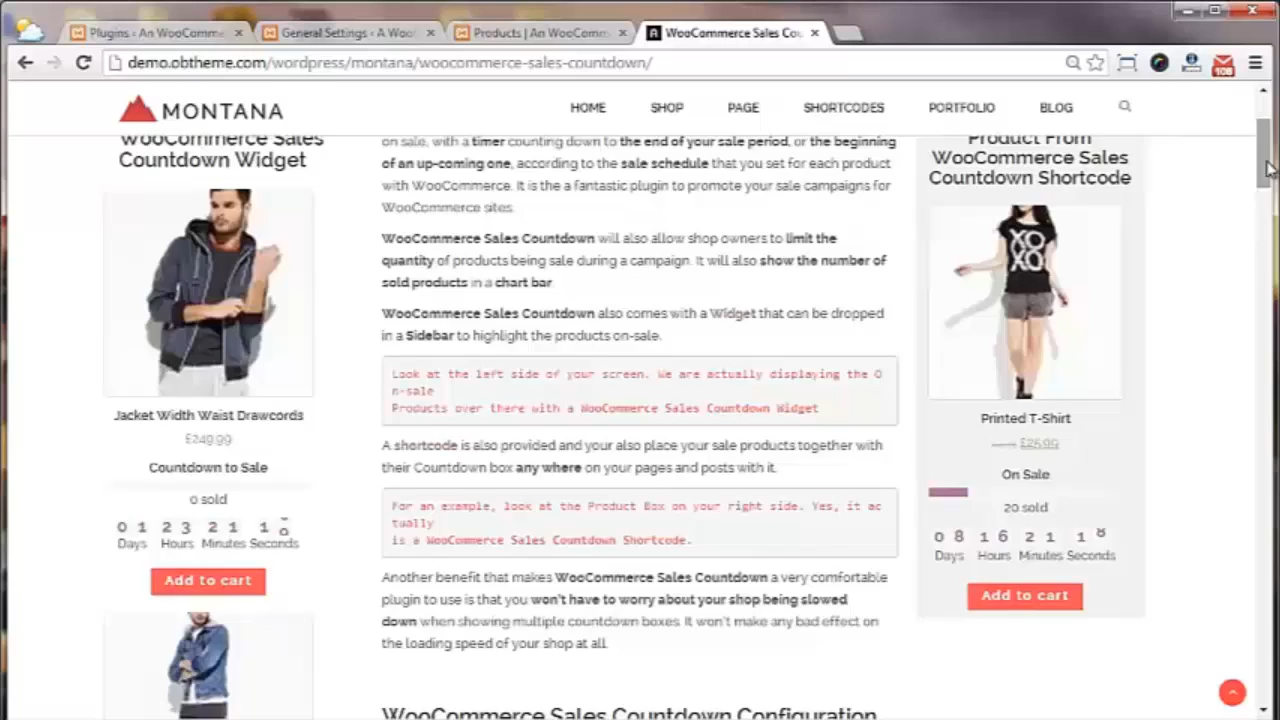 Plugins ‹ An WooComme
General Settings ‹ A Woo
Products | An WooComm
WooCommerce Sales Cou
demo.obtheme.com/wordpress/montana/woocommerce-sales-countdown/
108
MONTANA
HOME
SHOP
PAGE
SHORTCODES
PORTFOLIO
BLOG
WooCommerce Sales
Countdown Widget
Jacket Width Waist Drawcords
£249.99
Countdown to Sale
0 sold
0 1 2 3 2 1 1
Days Hours Minutes Seconds
Add to cart
on sale, with a timer counting down to the end of your sale period, or the beginning
of an up-coming one, according to the sale schedule that you set for each product
with WooCommerce. It is the a fantastic plugin to promote your sale campaigns for
WooCommerce sites.
WooCommerce Sales Countdown will also allow shop owners to limit the
quantity of products being sale during a campaign. It will also show the number of
sold products in a chart bar
WooCommerce Sales Countdown also comes with a Widget that can be dropped
in a Sidebar to highlight the products on-sale.
Look at the left side of your screen. We are actually displaying the O
n-sale
Products over there with a WooCommerce Sales Countdown Widget
A shortcode is also provided and your also place your sale products together with
their Countdown box any where on your pages and posts with it.
For an example, look at the Product Box on your right side. Yes, it ac
tually
is a WooCommerce Sales Countdown Shortcode.
Another benefit that makes WooCommerce Sales Countdown a very comfortable
plugin to use is that you won't have to worry about your shop being slowed
down when showing multiple countdown boxes. It won't make any bad effect on
the loading speed of your shop at all.
WooCommerce Sales Countdown Configuration
Product From
WooCommerce Sales
Countdown Shortcode
XO
XO
Printed T-Shirt
£25.99
On Sale
20 sold
0 8 1 6 2 1 1 8
Days Hours Minutes Seconds
Add to cart